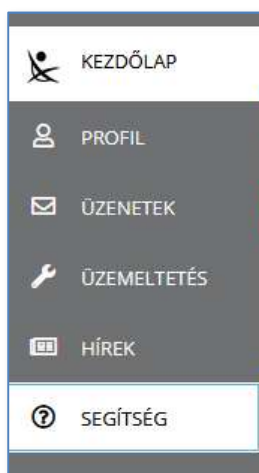 KEZDŐLAP
PROFIL
ÜZENETEK
ÜZEMELTETÉS
HÍREK
SEGÍTSÉG